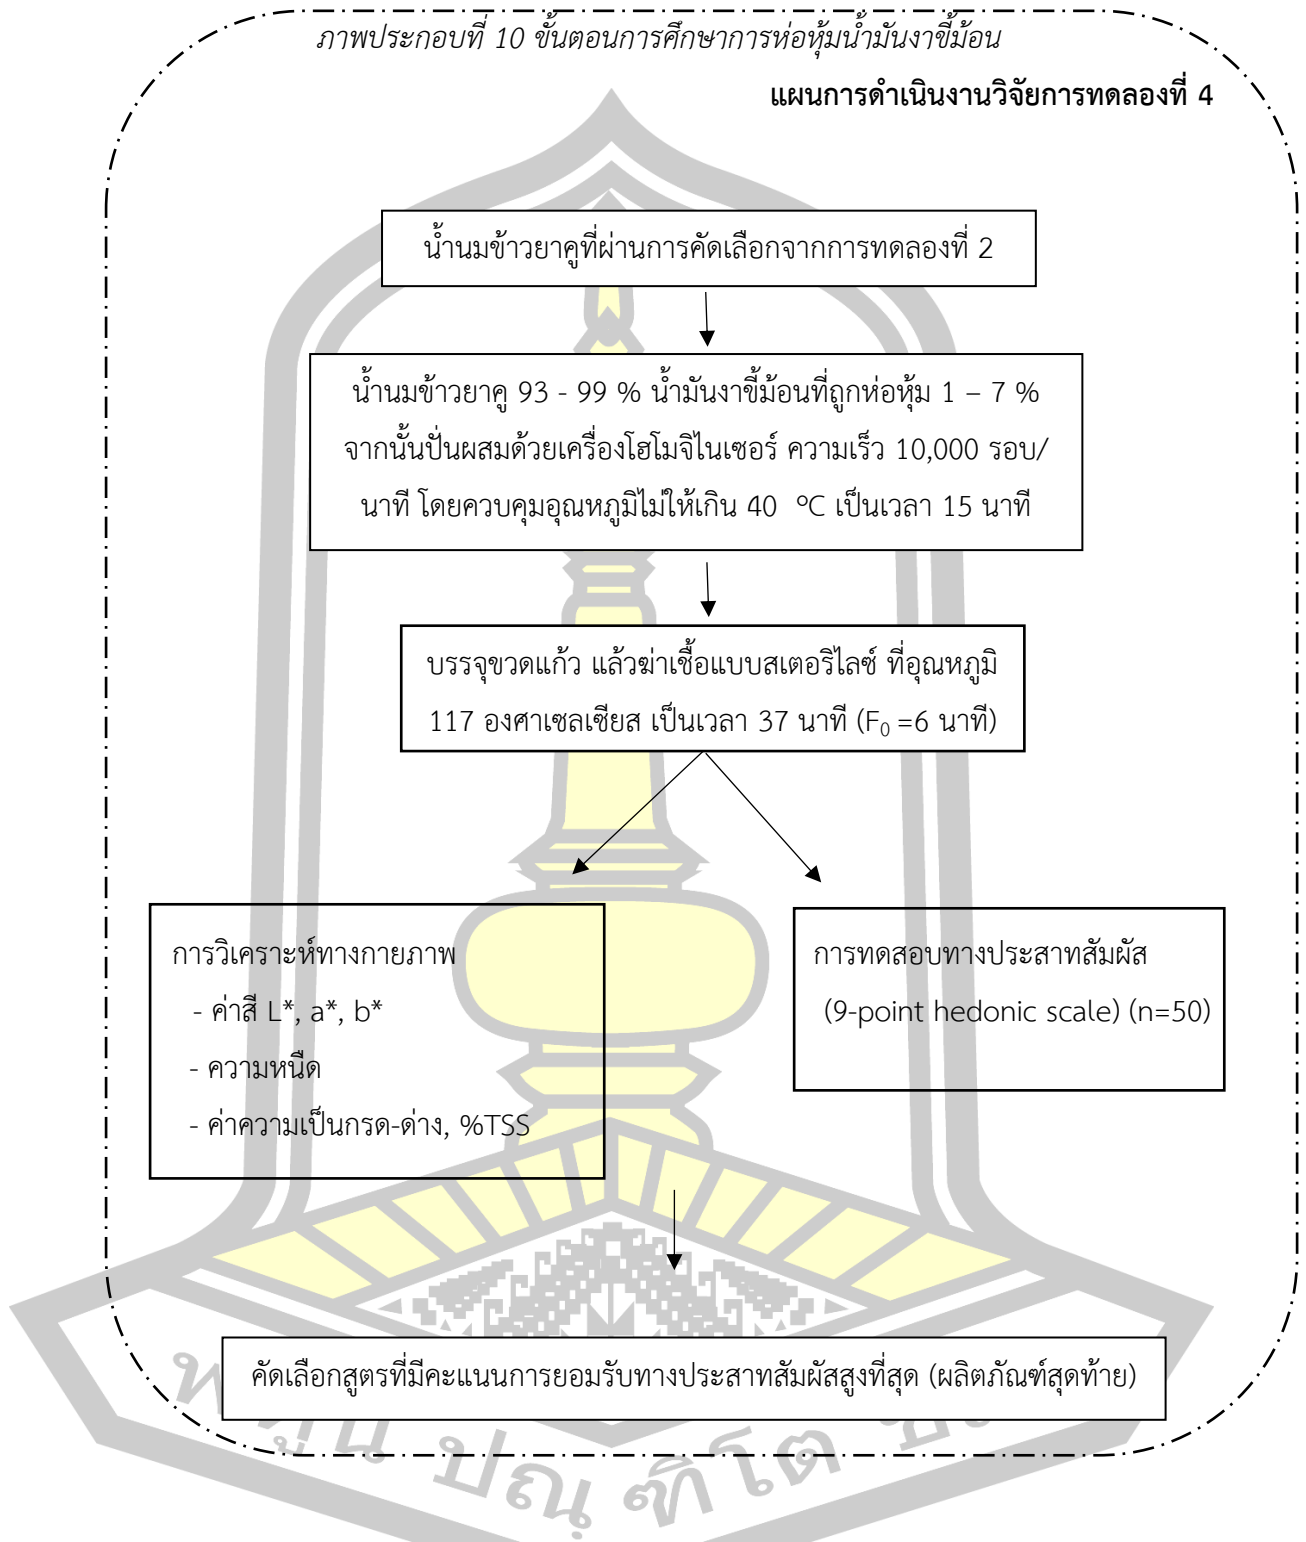 ภาพประกอบที่ 10 ขั้นตอนการศึกษาการห่อหุ้มน้ำมันงาขี้ม้อน
แผนการดำเนินงานวิจัยการทดลองที่ 4
น้ำนมข้าวยาคูที่ผ่านการคัดเลือกจากการทดลองที่ 2
น้ำนมข้าวยาคู 93 - 99 % น้ำมันงาขี้ม้อนที่ถูกห่อหุ้ม 1 – 7 %
จากนั้นปั่นผสมด้วยเครื่องโฮโมจิไนเซอร์ ความเร็ว 10,000 รอบ/
นาที โดยควบคุมอุณหภูมิไม่ให้เกิน 40 °C เป็นเวลา 15 นาที
บรรจุขวดแก้ว แล้วฆ่าเชื้อแบบสเตอริไลซ์ ที่อุณหภูมิ
117 องศาเซลเซียส เป็นเวลา 37 นาที (F₀ =6 นาที)
การวิเคราะห์ทางกายภาพ
- ค่าสี L*, a*, b*
- ความหนืด
- ค่าความเป็นกรด-ด่าง, %TSS
การทดสอบทางประสาทสัมผัส
(9-point hedonic scale) (n=50)
คัดเลือกสูตรที่มีคะแนนการยอมรับทางประสาทสัมผัสสูงที่สุด (ผลิตภัณฑ์สุดท้าย)
ปณฺฑิโต